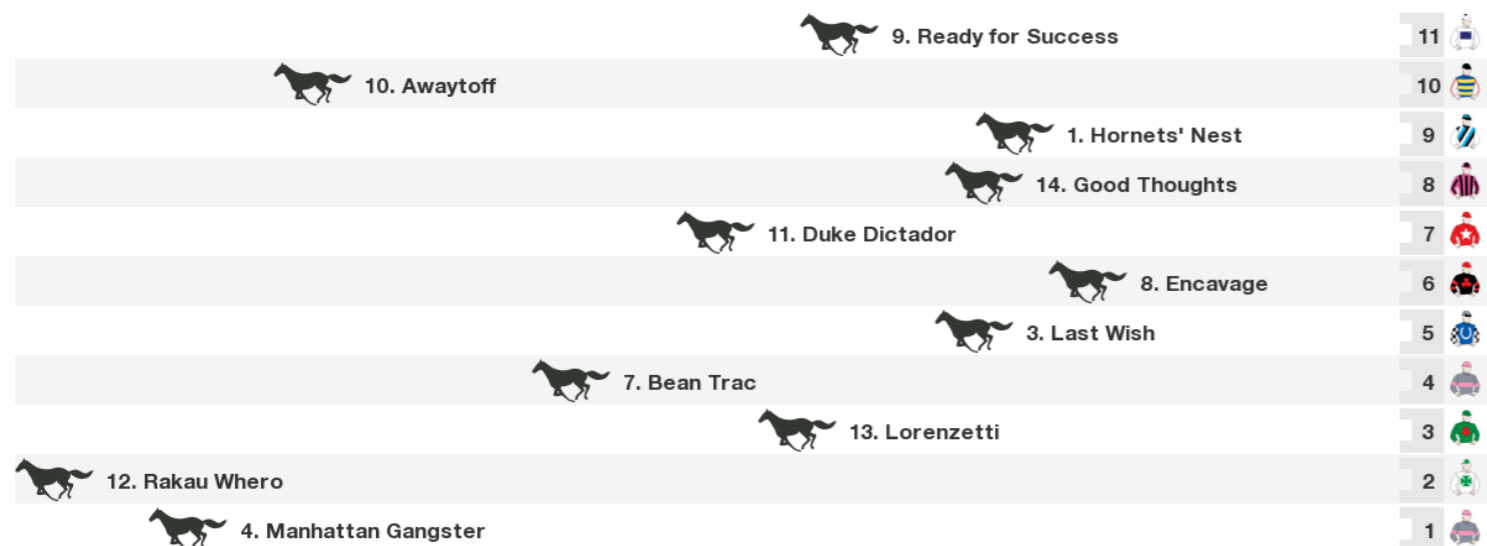 9. Ready for Success 11
10. Awaytoff 10
1. Hornets' Nest 9
14. Good Thoughts 8
11. Duke Dictador 7
8. Encavage 6
3. Last Wish 5
7. Bean Trac 4
13. Lorenzetti 3
12. Rakau Whero 2
4. Manhattan Gangster 1